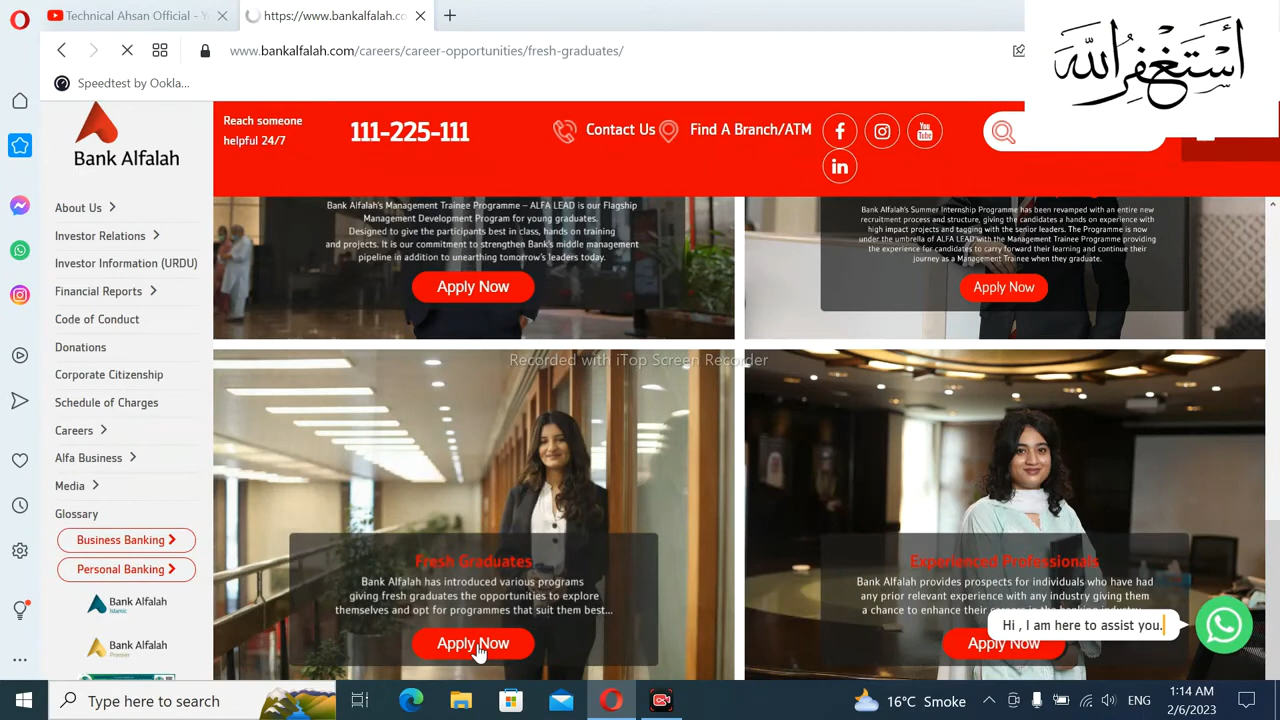 Technical Ahsan Official - Y
https://www.bankalfalah.co
www.bankalfalah.com/careers/career-opportunities/fresh-graduates/
Speedtest by Ookla...
أستغفر الله
Bank Alfalah
Reach someone
helpful 24/7
111-225-111
Contact Us
Find A Branch/ATM
You
Tube
in
About Us
Investor Relations
Investor Information (URDU)
Financial Reports
Code of Conduct
Donations
Corporate Citizenship
Schedule of Charges
Careers
Alfa Business
Media
Glossary
Business Banking
Personal Banking
Bank Alfalah
Islamic
Bank Alfalah
Premier
Bank Alfalah's Management Trainee Programme – ALFA LEAD is our Flagship
Management Development Program for young graduates.
Designed to give the participants best in class, hands on training
and projects. It is our commitment to strengthen Bank's middle management
pipeline in addition to unearthing tomorrow's leaders today.
Apply Now
Bank Alfalah's Summer Internship Programme has been revamped with an entire new
recruitment process and structure, giving the candidates a hands on experience with
high impact projects and tagging with the senior leaders. The Programme is now
under the umbrella of ALFA LEAD with the Management Trainee Programme providing
the experience for candidates to carry forward their learning and continue their
journey as a Management Trainee when they graduate.
Apply Now
Recorded with iTop Screen Recorder
Fresh Graduates
Bank Alfalah has introduced various programs
giving fresh graduates the opportunities to explore
themselves and opt for programmes that suit them best...
Apply Now
Experienced Professionals
Bank Alfalah provides prospects for individuals who have had
any prior relevant experience with any industry giving them
a chance to enhance their careers in the banking industry
Apply Now
Hi , I am here to assist you.
Type here to search
16°C Smoke
ENG
1:14 AM
2/6/2023